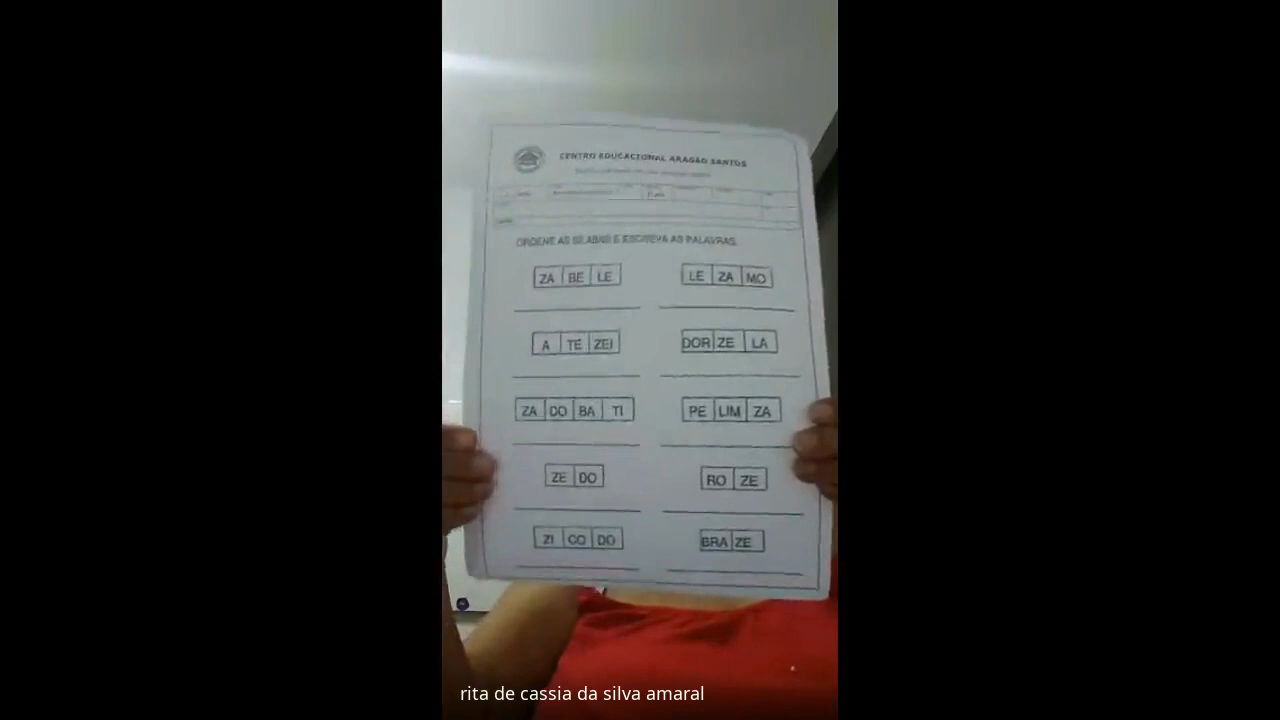 CENTRO EDUCACIONAL ARAGÃO SANTOS
ORDENE AS SÍLABAS E ESCREVA AS PALAVRAS.
ZA BE LE LE ZA MO
A TE ZEI DOR ZE LA
ZA DO BA TI PE LIM ZA
ZE DO RO ZE
ZI CO DO BRA ZE
rita de cassia da silva amaral